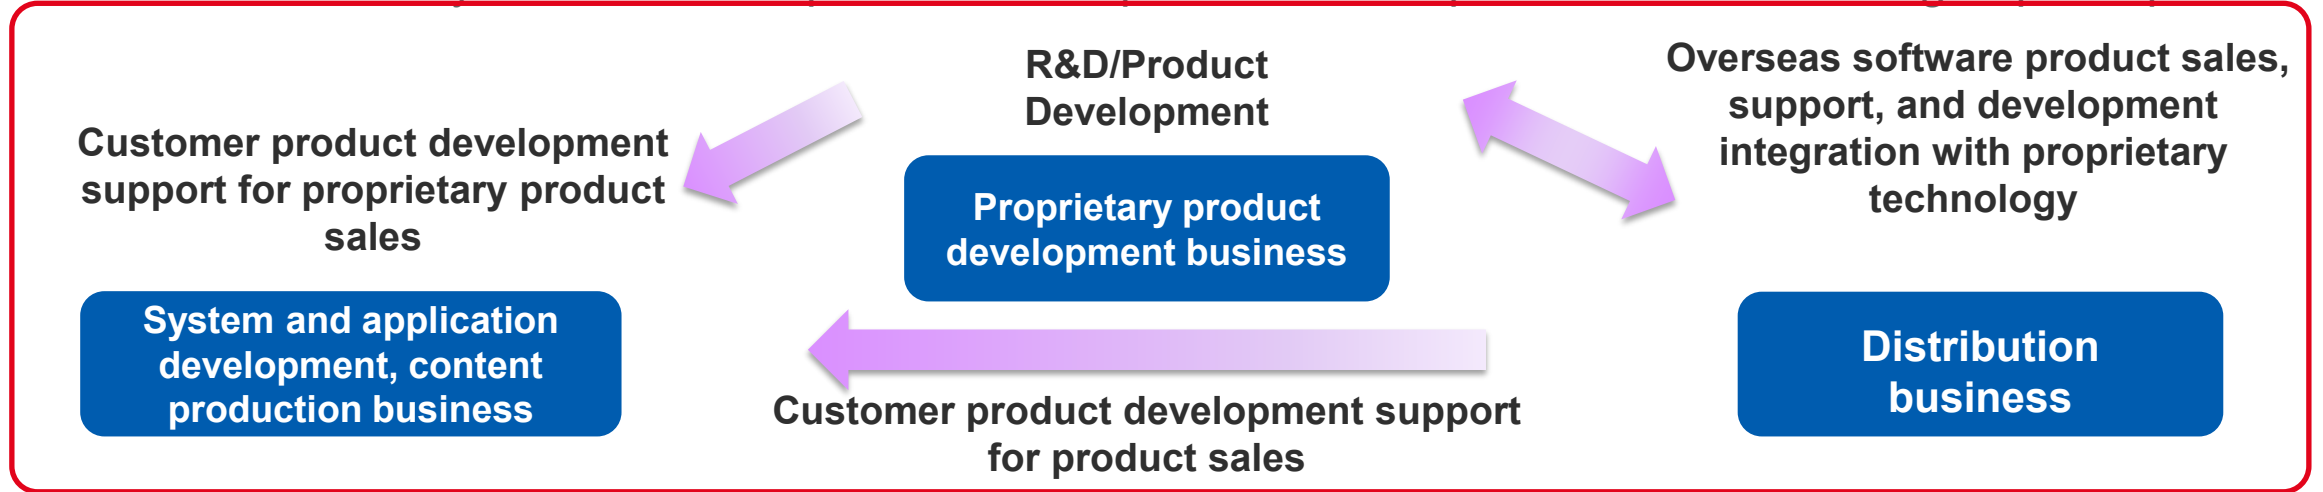 R&D/Product
Development
Overseas software product sales,
support, and development
integration with proprietary
technology
Customer product development
support for proprietary product
sales
Proprietary product
development business
System and application
development, content
production business
Distribution
business
Customer product development support
for product sales